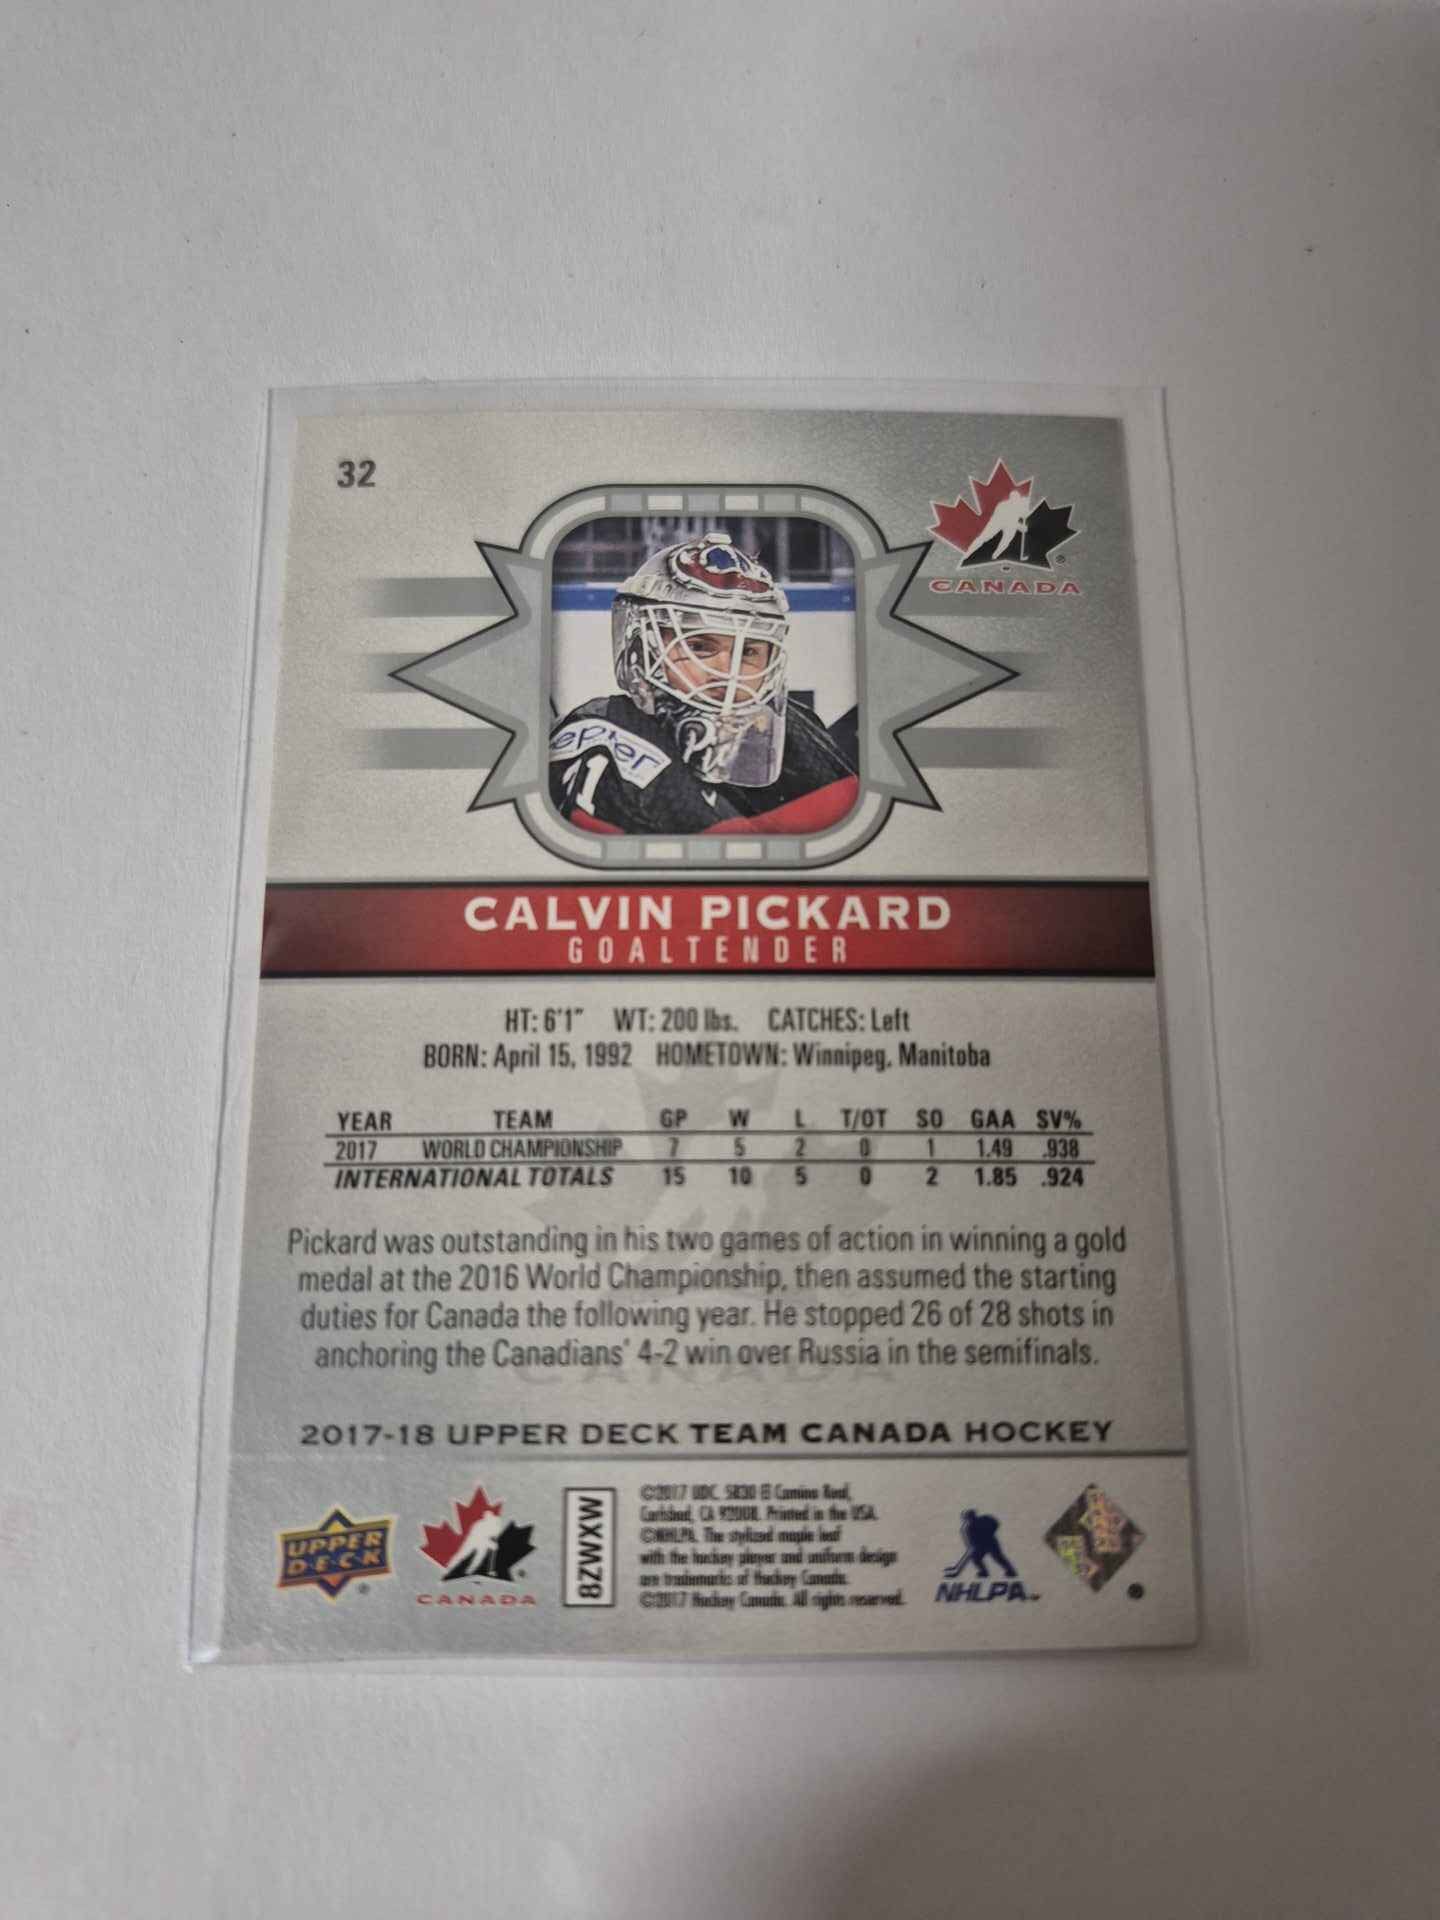 32
CANADA
epiter
1
CALVIN PICKARD
GOALTENDER
HT: 6'1" WT: 200 lbs. CATCHES: Left
BORN: April 15, 1992 HOMETOWN: Winnipeg, Manitoba
YEAR TEAM GP W L T/OT SO GAA SV%
2017 WORLD CHAMPIONSHIP 7 5 2 0 1 1.49 .938
INTERNATIONAL TOTALS 15 10 5 0 2 1.85 .924
Pickard was outstanding in his two games of action in winning a gold
medal at the 2016 World Championship, then assumed the starting
duties for Canada the following year. He stopped 26 of 28 shots in
anchoring the Canadians' 4-2 win over Russia in the semifinals.
CANADA
2017-18 UPPER DECK TEAM CANADA HOCKEY
UPPER
DECK
CANADA
8ZWXW
©2017 UDC. 5830 El Camino Real,
Carlsbad, CA 92008. Printed in the USA.
©NHLPA. The stylized maple leaf
with the hockey player and uniform design
are trademarks of Hockey Canada.
©2017 Hockey Canada. All rights reserved.
NHLPA